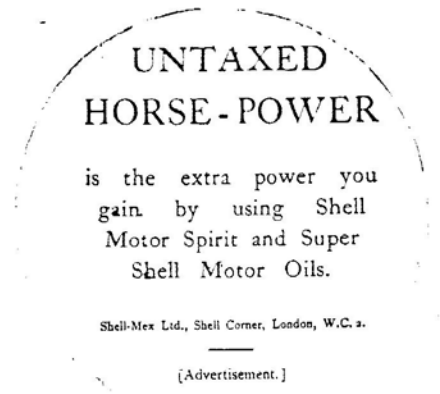 UNTAXED
HORSE-POWER
is the extra power you
gain by using Shell
Motor Spirit and Super
Shell Motor Oils.
Shell-Mex Ltd., Shell Corner, London, W.C. 2.
[Advertisement.]